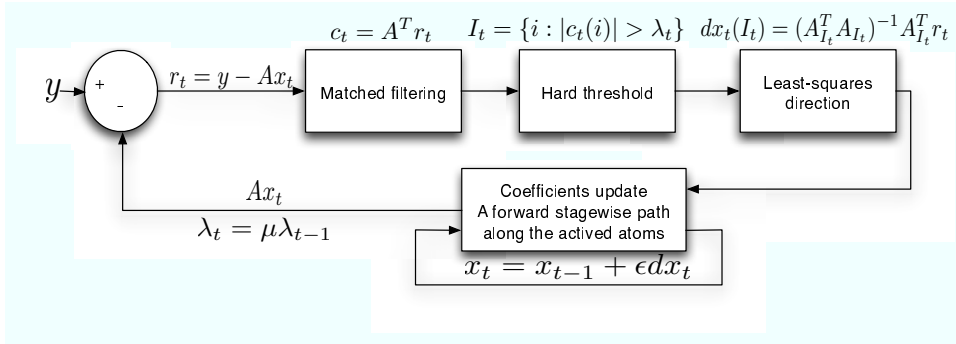 c_t = A^T r_t
I_t = {i : |c_t(i)| > λ_t}
dx_t(I_t) = (A_{I_t}^T A_{I_t})^{-1} A_{I_t}^T r_t
y
+
-
r_t = y − Ax_t
Matched filtering
Hard threshold
Least-squares
direction
Coefficients update
A forward stagewise path
along the actived atoms
Ax_t
λ_t = μλ_{t−1}
x_t = x_{t−1} + ϵdx_t